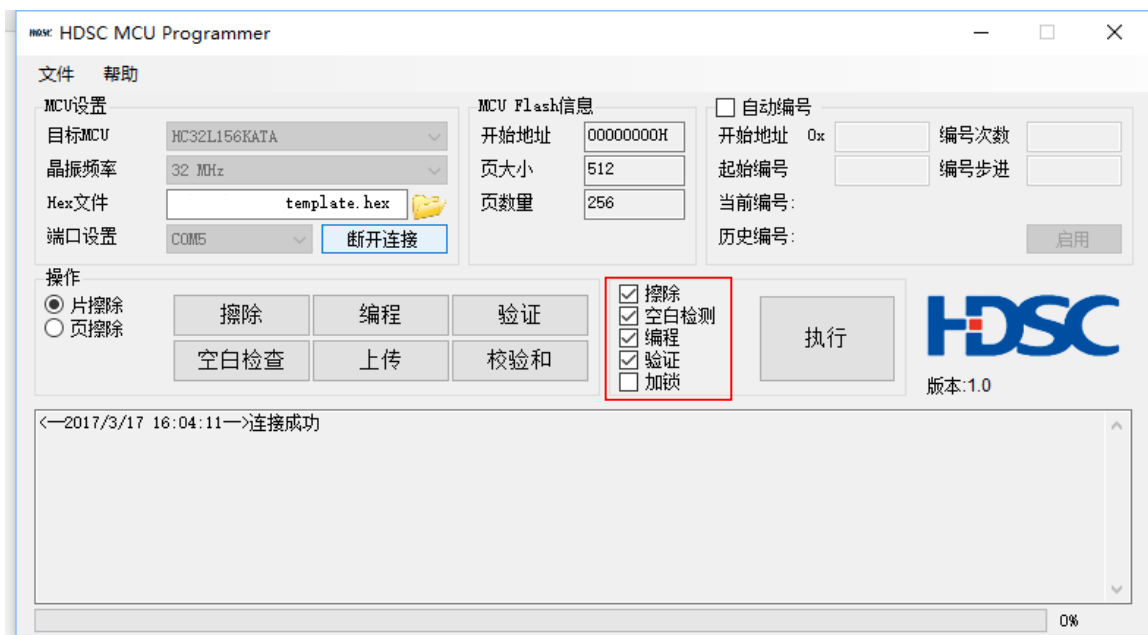 HDSC HDSC MCU Programmer
文件 帮助
MCU设置
目标MCU HC32L156KATA
晶振频率 32 MHz
Hex文件 template.hex
端口设置 COM5 断开连接
MCU Flash信息
开始地址 00000000H
页大小 512
页数量 256
自动编号
开始地址 0x 编号次数
起始编号 编号步进
当前编号:
历史编号: 启用
操作
片擦除
页擦除
擦除 编程 验证
空白检查 上传 校验和
擦除
空白检测
编程
验证
加锁
执行
HDSC
版本:1.0
<—2017/3/17 16:04:11—>连接成功
0%